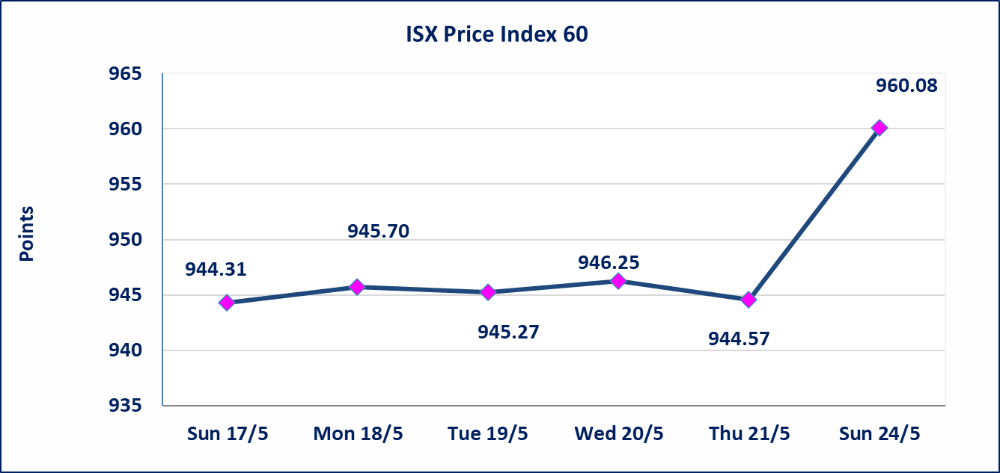 ISX Price Index 60
Points
965
960
955
950
945
940
935
944.31
945.70
945.27
946.25
944.57
960.08
Sun 17/5
Mon 18/5
Tue 19/5
Wed 20/5
Thu 21/5
Sun 24/5